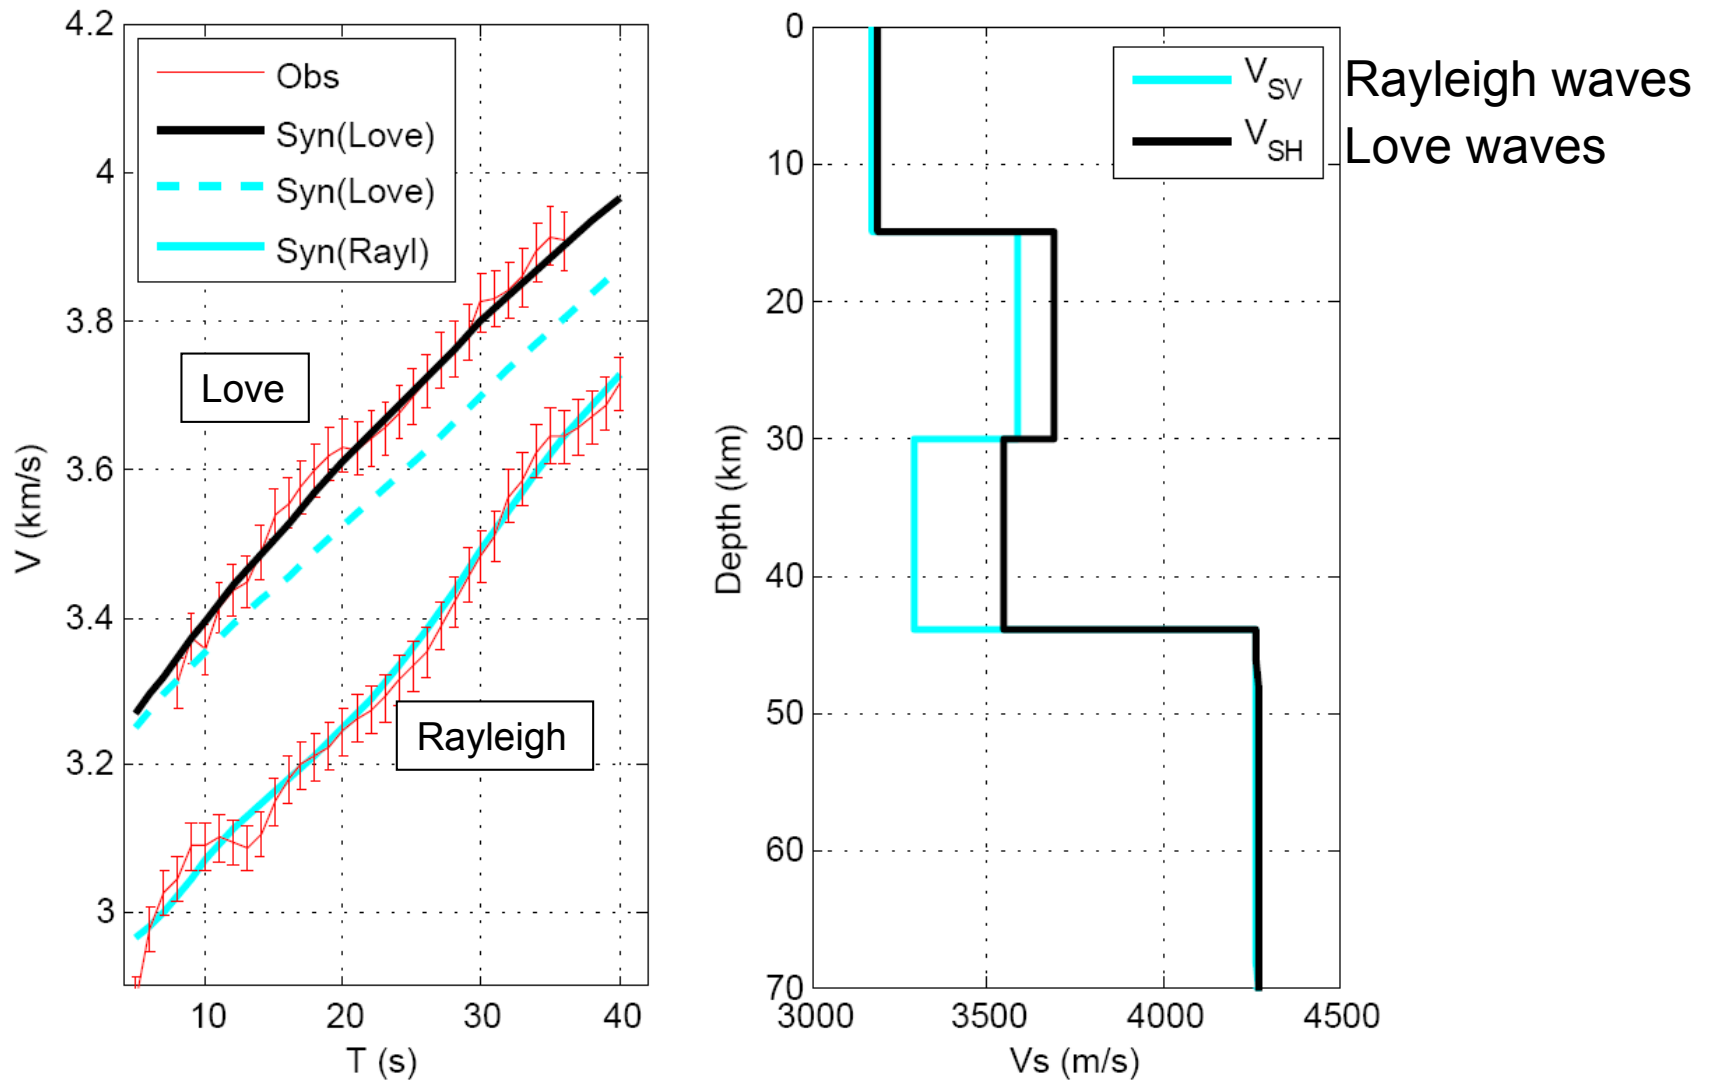 4.2
4
3.8
3.6
3.4
3.2
3
V (km/s)
Obs
Syn(Love)
Syn(Love)
Syn(Rayl)
Love
Rayleigh
10 20 30 40
T (s)
0
10
20
30
40
50
60
70
Depth (km)
V SV Rayleigh waves
V SH Love waves
3000 3500 4000 4500
Vs (m/s)